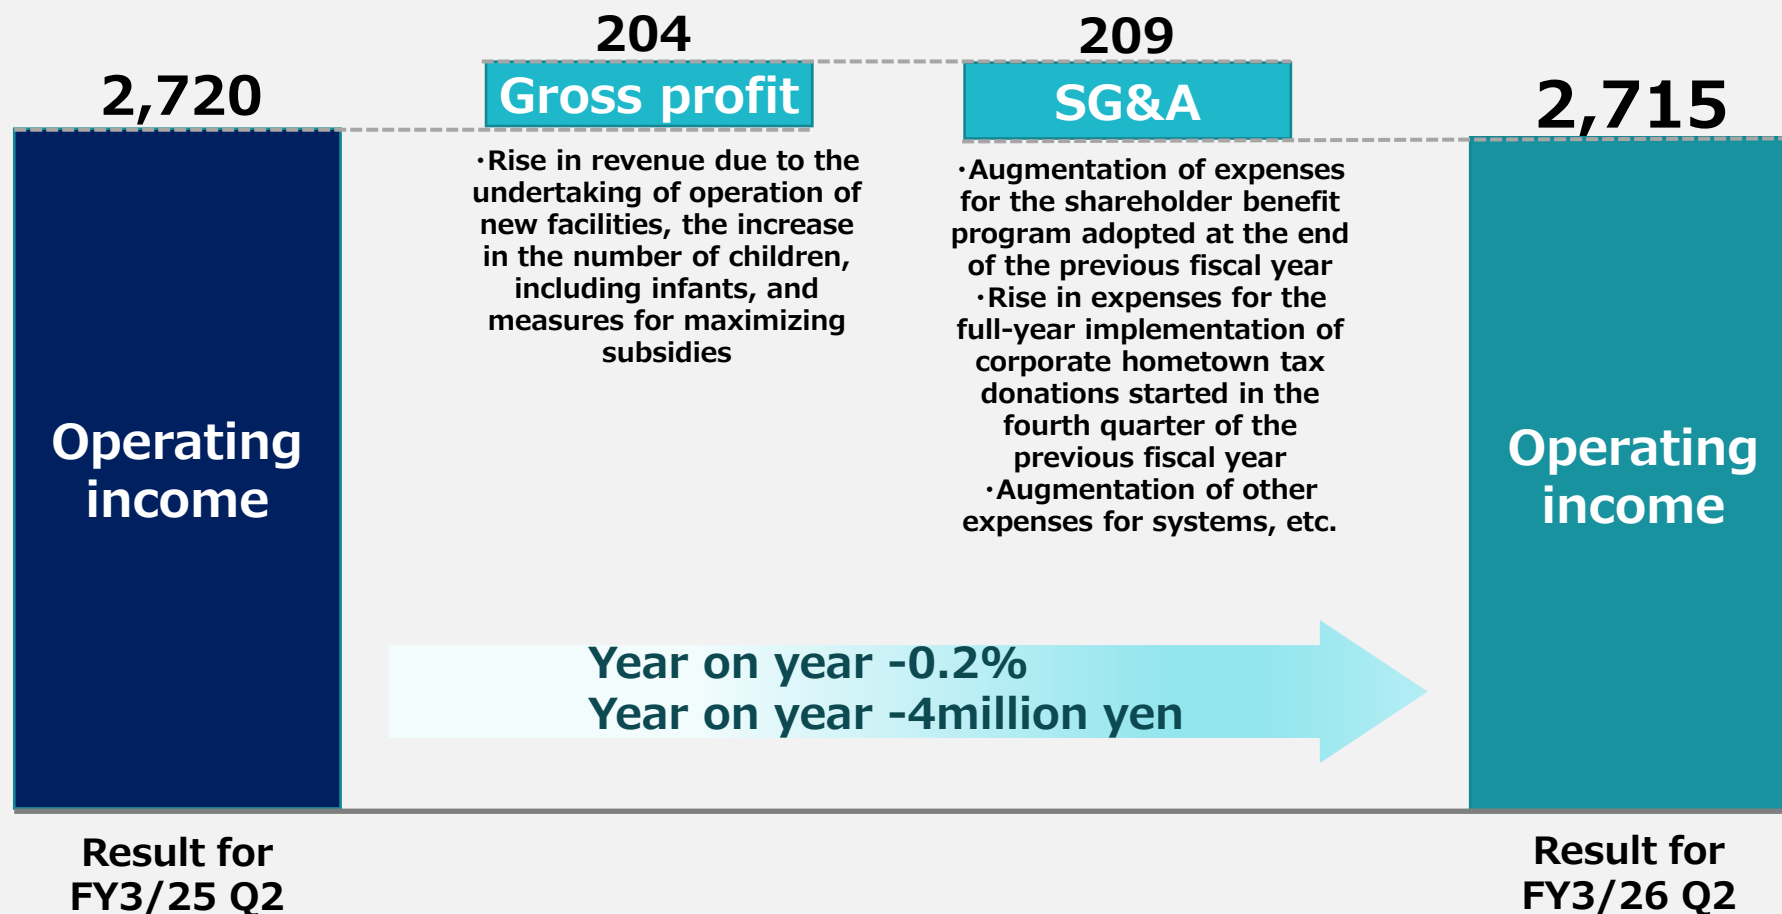 2,720
Operating
income
Result for
FY3/25 Q2
204
Gross profit
・Rise in revenue due to the
undertaking of operation of
new facilities, the increase
in the number of children,
including infants, and
measures for maximizing
subsidies
209
SG&A
・Augmentation of expenses
for the shareholder benefit
program adopted at the end
of the previous fiscal year
・Rise in expenses for the
full-year implementation of
corporate hometown tax
donations started in the
fourth quarter of the
previous fiscal year
・Augmentation of other
expenses for systems, etc.
Year on year -0.2%
Year on year -4million yen
2,715
Operating
income
Result for
FY3/26 Q2